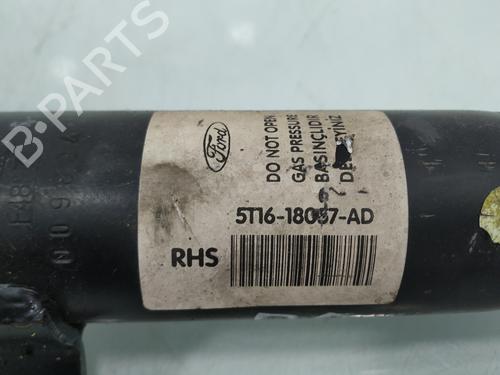 Ford
DO NOT OPEN
GAS PRESSURE
BASINÇLIDIR
5T16-18037-AD
RHS
B-PARTS